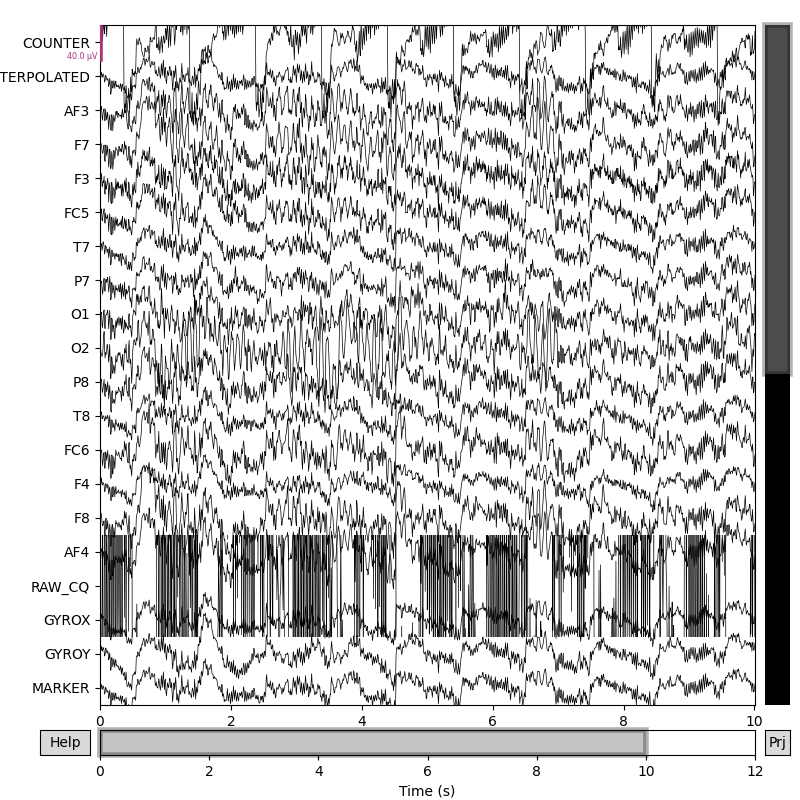 COUNTER
40.0 µV
TERPOLATED
AF3
F7
F3
FC5
T7
P7
O1
O2
P8
T8
FC6
F4
F8
AF4
RAW_CQ
GYROX
GYROY
MARKER
0 2 4 6 8 10
Help Prj
0 2 4 6 8 10 12
Time (s)